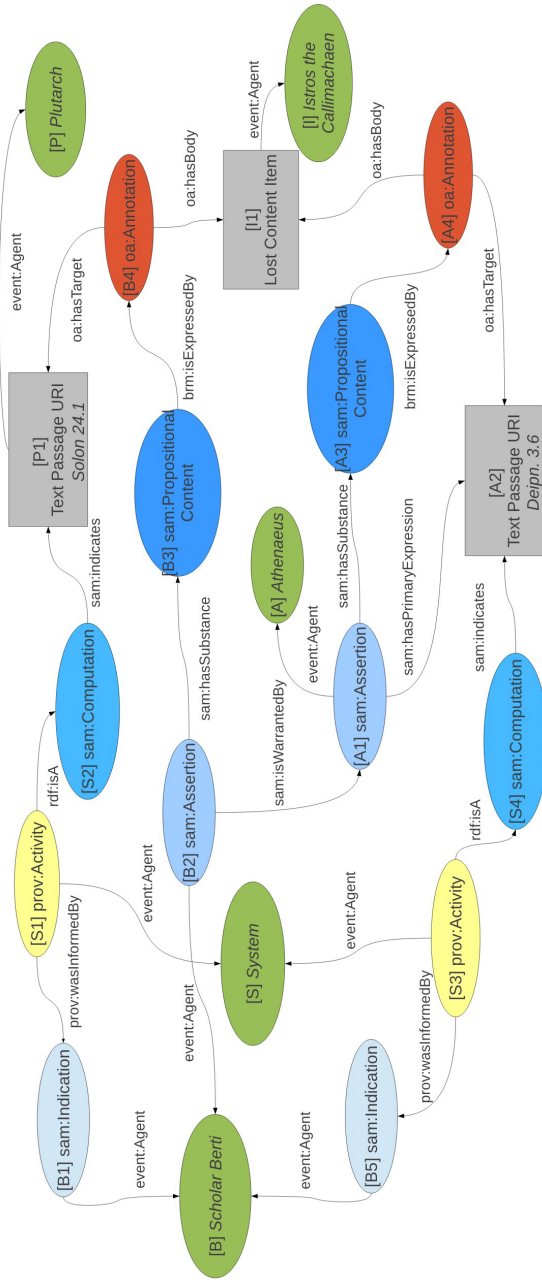 event:Agent
[P] Plutarch
[P1]
Text Passage URI
Solon 24.1
[S1] prov:Activity
rdf:isA
prov:wasInformedBy
[B1] sam:Indication
[S2] sam:Computation
sam:indicates
oa:hasTarget
event:Agent
event:Agent
[B4] oa:Annotation
[B3] sam:Propositional
Content
brm:isExpressedBy
oa:hasBody
[B2] sam:Assertion
sam:hasSubstance
event:Agent
[B] Scholar Berti
[S] System
[I1]
Lost Content Item
event:Agent
[I] Istros the
Callimachaen
[A] Athenaeus
sam:isWarrantedBy
event:Agent
event:Agent
event:Agent
sam:hasSubstance
[A3] sam:Propositional
Content
oa:hasBody
[A1] sam:Assertion
[B5] sam:Indication
brm:isExpressedBy
sam:hasPrimaryExpression
prov:wasInformedBy
[A4] oa:Annotation
[S3] prov:Activity
rdf:isA
sam:indicates
oa:hasTarget
[A2]
Text Passage URI
Deipn. 3.6
[S4] sam:Computation